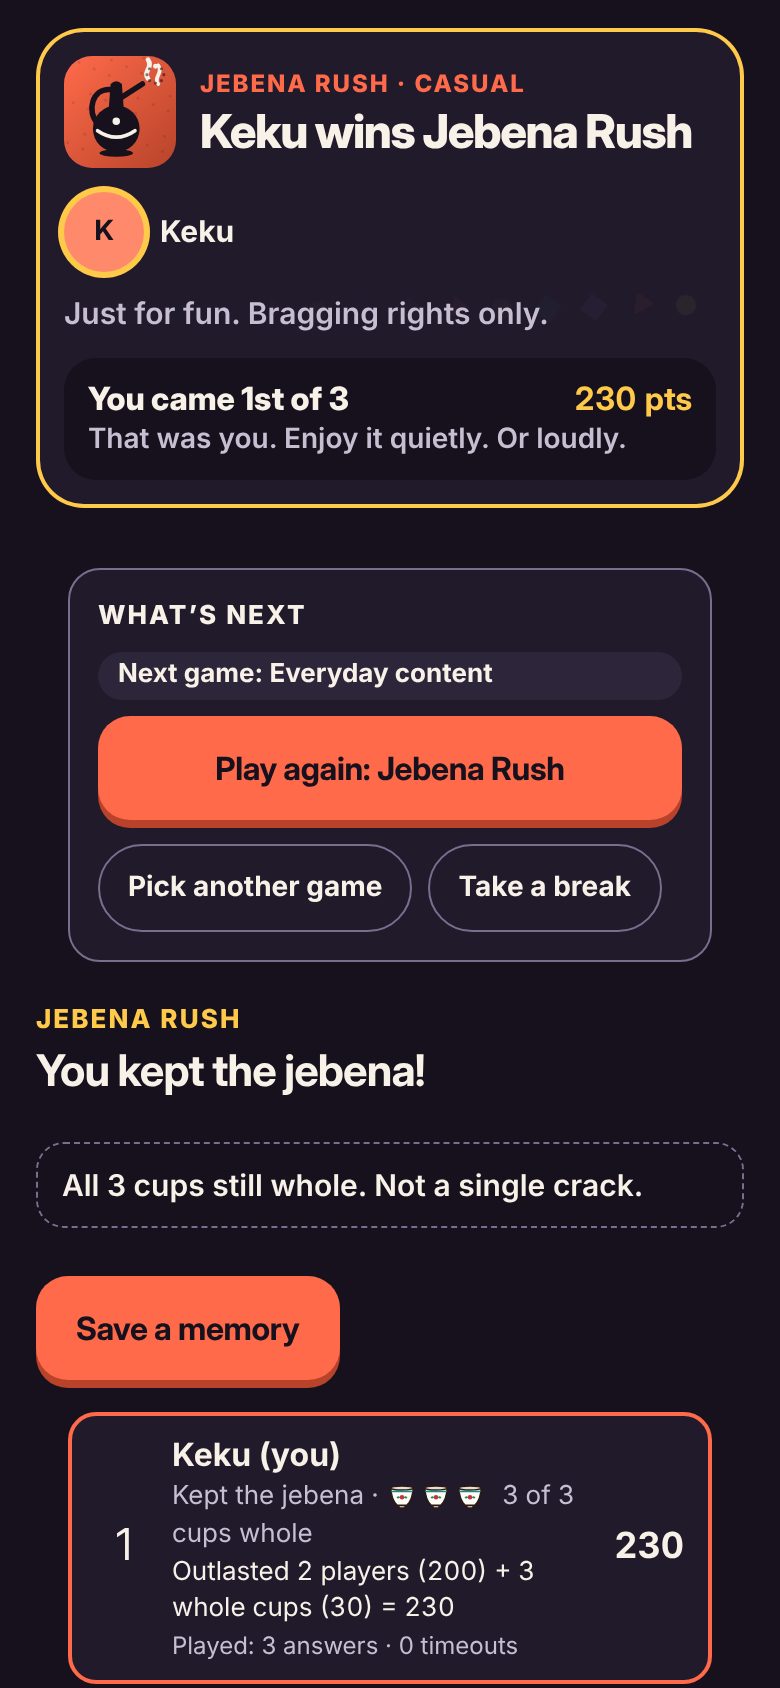 JEBENA RUSH · CASUAL
Keku wins Jebena Rush
K
Keku
Just for fun. Bragging rights only.
You came 1st of 3
230 pts
That was you. Enjoy it quietly. Or loudly.
WHAT’S NEXT
Next game: Everyday content
Play again: Jebena Rush
Pick another game
Take a break
JEBENA RUSH
You kept the jebena!
All 3 cups still whole. Not a single crack.
Save a memory
1
Keku (you)
Kept the jebena · 3 of 3
cups whole
Outlasted 2 players (200) + 3
whole cups (30) = 230
Played: 3 answers · 0 timeouts
230